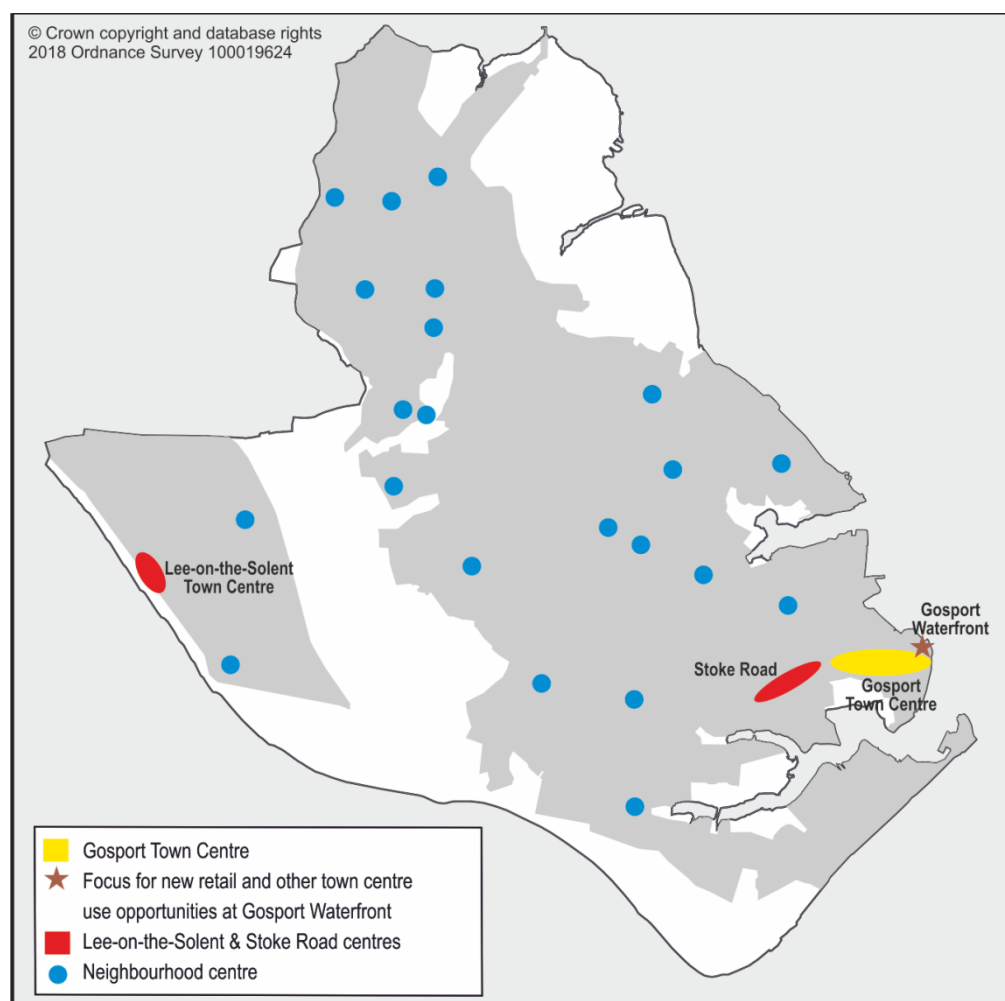 © Crown copyright and database rights
2018 Ordnance Survey 100019624
Lee-on-the-Solent
Town Centre
Gosport
Waterfront
Stoke Road
Gosport
Town Centre
Gosport Town Centre
Focus for new retail and other town centre
use opportunities at Gosport Waterfront
Lee-on-the-Solent & Stoke Road centres
Neighbourhood centre